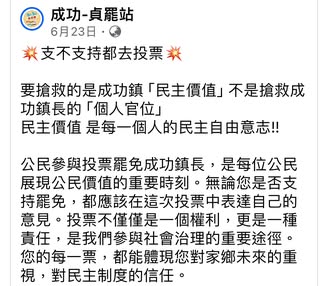 成功-貞罷站
6月23日・
💥支不支持都去投票💥
要搶救的是成功鎮「民主價值」不是搶救成
功鎮長的「個人官位」
民主價值 是每一個人的民主自由意志!!
公民參與投票罷免成功鎮長，是每位公民
展現公民價值的重要時刻。無論您是否支
持罷免，都應該在這次投票中表達自己的
意見。投票不僅僅是一個權利，更是一種
責任，是我們參與社會治理的重要途徑。
您的每一票，都能體現您對家鄉未來的重
視，對民主制度的信任。